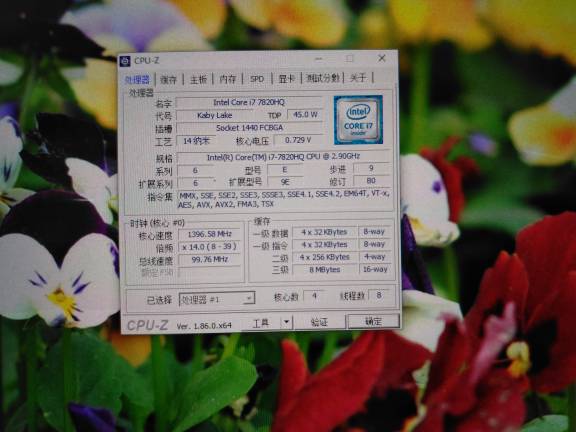 CPU-Z
处理器 缓存 主板 内存 SPD 显卡 测试分数 关于
处理器
名字 Intel Core i7 7820HQ
代号 Kaby Lake TDP 45.0 W
插槽 Socket 1440 FCBGA
工艺 14 纳米 核心电压 0.729 V
intel
CORE i7
inside
规格 Intel(R) Core(TM) i7-7820HQ CPU @ 2.90GHz
系列 6 型号 E 步进 9
扩展系列 6 扩展型号 9E 修订 B0
指令集 MMX, SSE, SSE2, SSE3, SSSE3, SSE4.1, SSE4.2, EM64T, VT-x,
AES, AVX, AVX2, FMA3, TSX
时钟 (核心 #0)
核心速度 1396.58 MHz
倍频 x 14.0 ( 8 - 39 )
总线速度 99.76 MHz
额定 FSB
缓存
一级 数据 4 x 32 KBytes 8-way
一级 指令 4 x 32 KBytes 8-way
二级 4 x 256 KBytes 4-way
三级 8 MBytes 16-way
已选择 处理器 #1 核心数 4 线程数 8
CPU-Z Ver. 1.86.0.x64 工具 验证 确定